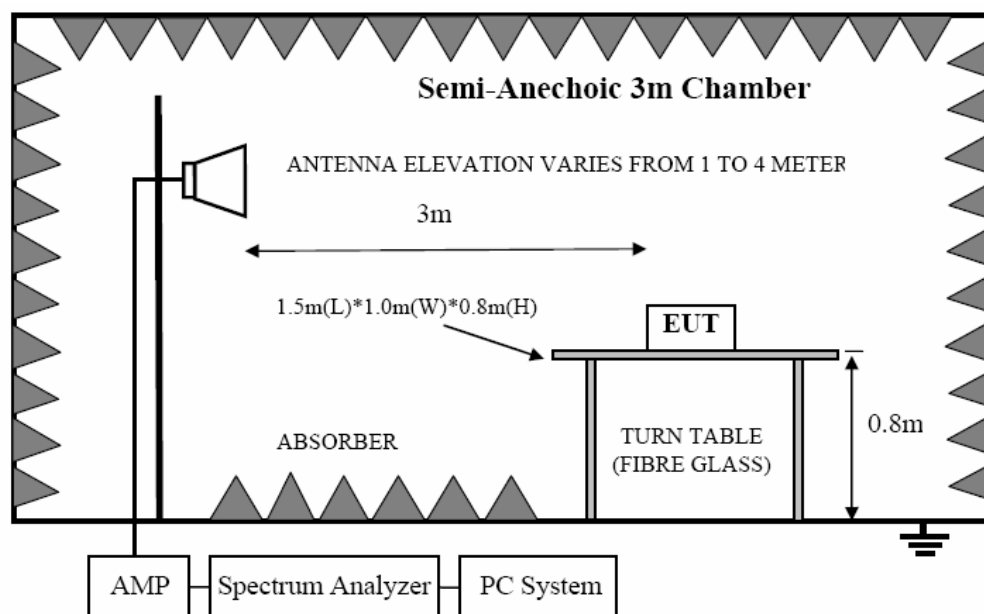 Semi-Anechoic 3m Chamber
ANTENNA ELEVATION VARIES FROM 1 TO 4 METER
3m
1.5m(L)*1.0m(W)*0.8m(H)
EUT
0.8m
ABSORBER
TURN TABLE
(FIBRE GLASS)
AMP
Spectrum Analyzer
PC System